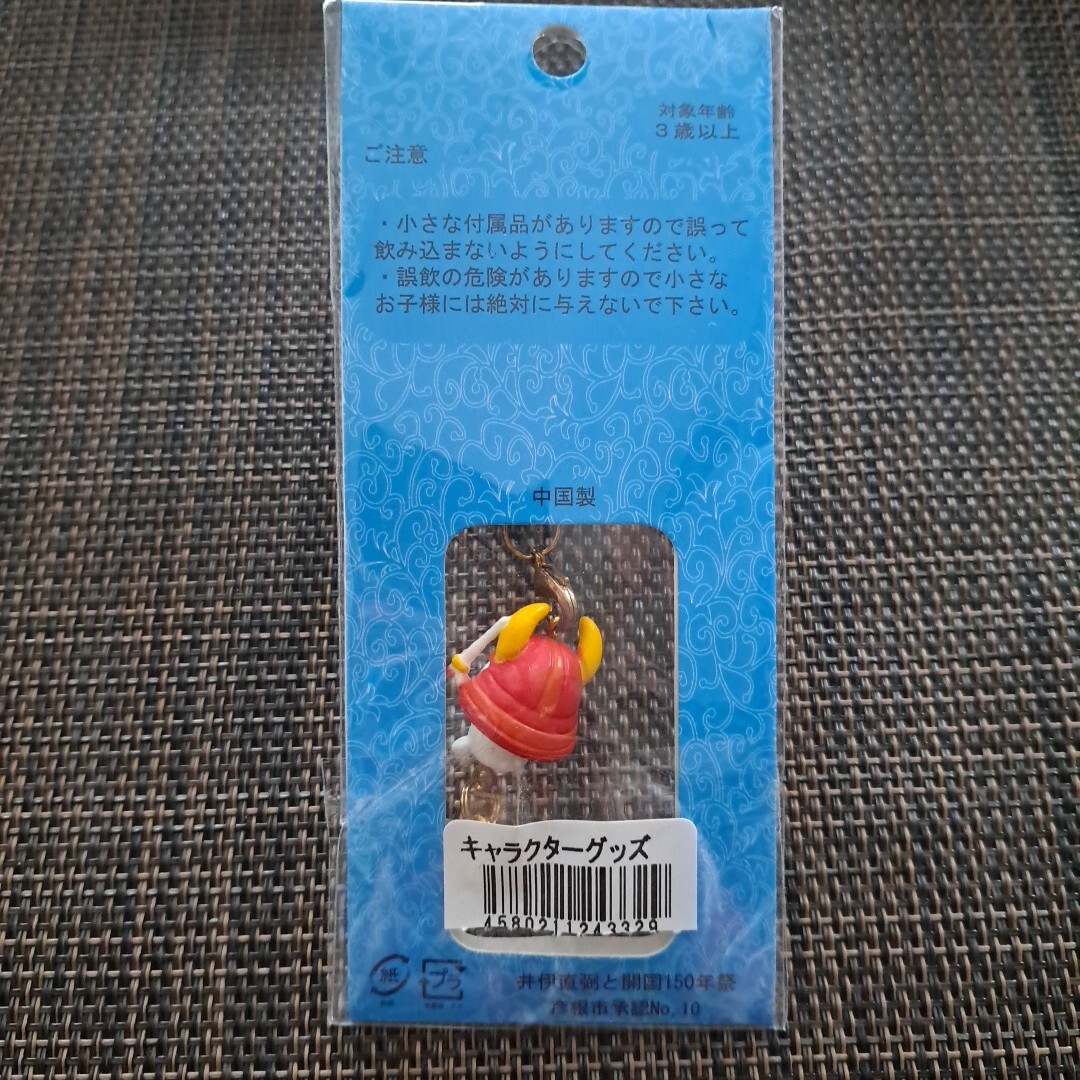 対象年齢
3歳以上
ご注意
・小さな付属品がありますので誤って
飲み込まないようにしてください。
・誤飲の危険がありますので小さな
お子様には絶対に与えないで下さい。
中国製
キャラクターグッズ
4580211243329
紙 プラ
井伊直弼と開国150年祭
彦根市承認No.10